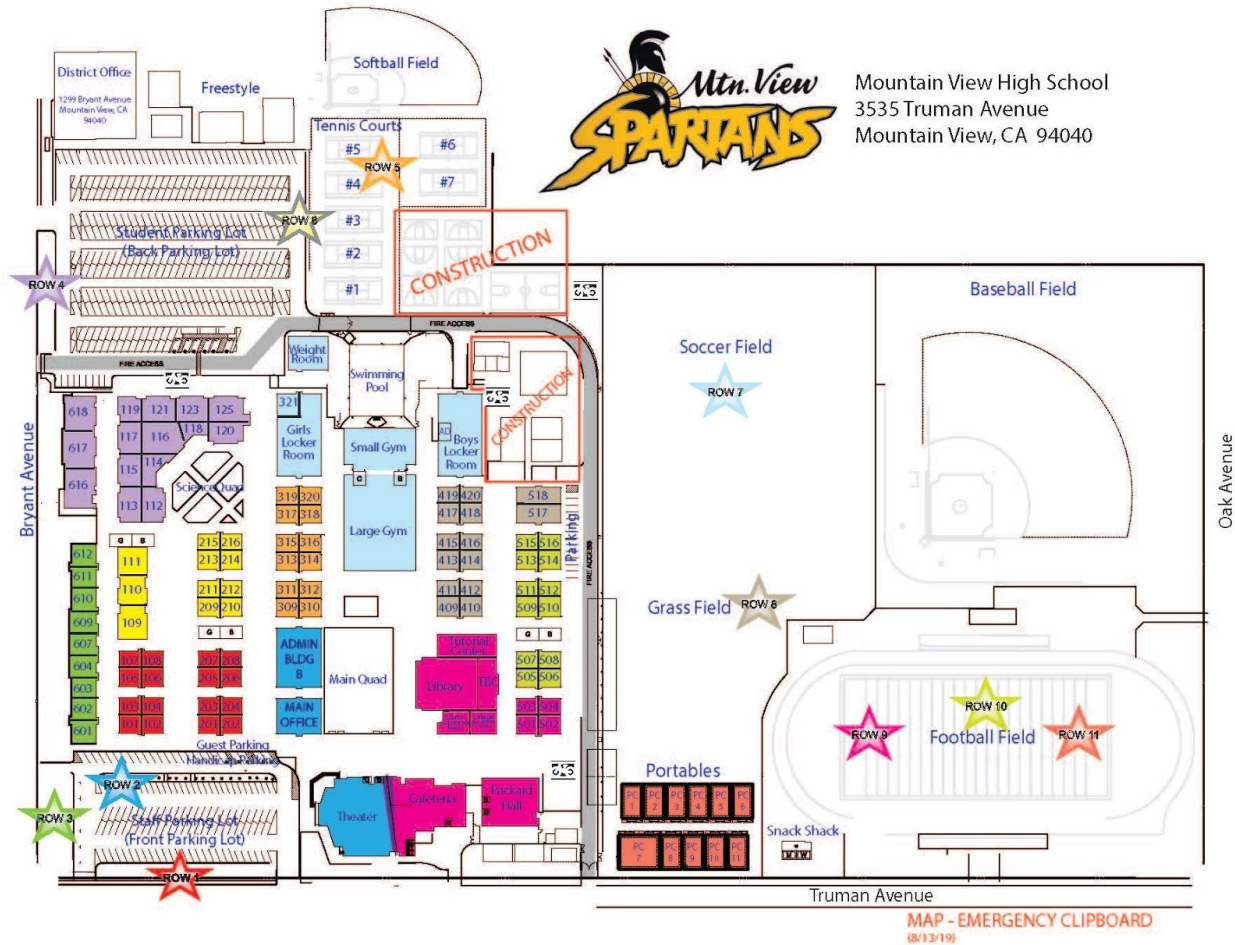 Mtn. View
SPARTANS
Mountain View High School
3535 Truman Avenue
Mountain View, CA 94040
District Office
1299 Bryant Avenue
Mountain View, CA
94040
Freestyle
Softball Field
Tennis Courts
#5
#6
ROW 5
#4
#7
#3
#2
#1
CONSTRUCTION
Student Parking Lot
(Back Parking Lot)
ROW 4
FIRE ACCESS
FIRE ACCESS
Weight
Room
Swimming
Pool
CONSTRUCTION
Soccer Field
ROW 7
Baseball Field
Bryant Avenue
Oak Avenue
618
617
616
119 121 123 125
117 116 118 120
115 114
113 112
Science Quad
321
Girls
Locker
Room
Small Gym
AD
Boys
Locker
Room
G B
Large Gym
319 320
317 318
419 420
417 418
518
517
Parking
FIRE ACCESS
612
611
610
609
607
604
603
602
601
G B
111
110
109
215 216
213 214
211 212
209 210
G B
315 316
313 314
311 312
309 310
415 416
413 414
411 412
409 410
515 516
513 514
511 512
509 510
G B
107 108
105 106
103 104
101 102
207 208
205 206
203 204
201 202
ADMIN
BLDG
B
MAIN
OFFICE
Main Quad
Tutorial
Center
Library
507 508
505 506
503 504
501 502
Grass Field
ROW 10
ROW 9
ROW 11
Football Field
Guest Parking
Handicap Parking
ROW 2
ROW 3
Staff Parking Lot
(Front Parking Lot)
ROW 1
Theater
Cafeteria
Packard
Hall
Portables
PC 1
PC 2
PC 3
PC 4
PC 5
PC 6
PC 7
PC 8
PC 9
PC 10
PC 11
Snack Shack
Truman Avenue
MAP - EMERGENCY CLIPBOARD
(8/13/19)